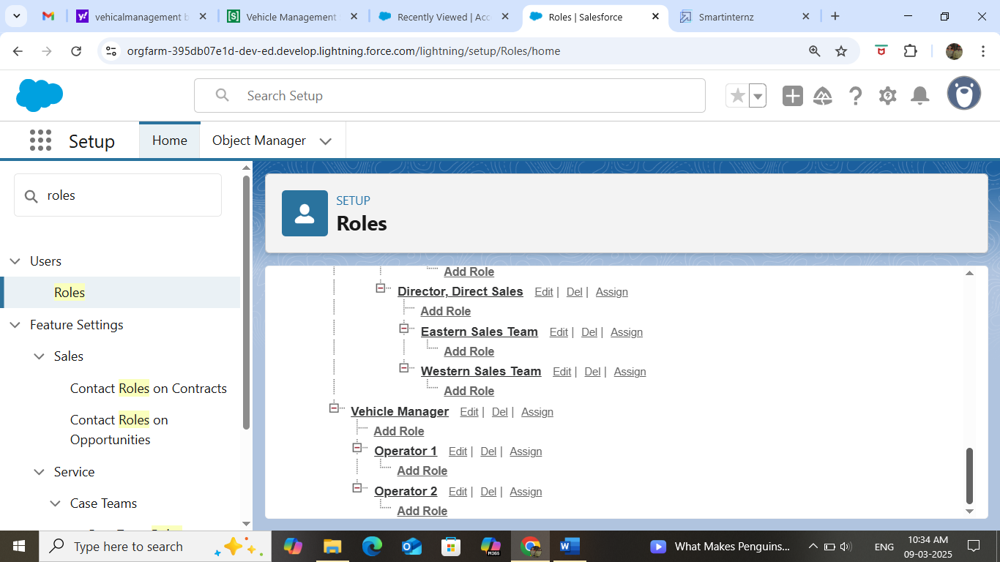 vehicalmanagement b
Vehicle Management
Recently Viewed | Acc
Roles | Salesforce
Smartinternz
orgfarm-395db07e1d-dev-ed.develop.lightning.force.com/lightning/setup/Roles/home
Search Setup
Setup
Home
Object Manager
roles
Users
Roles
Feature Settings
Sales
Contact Roles on Contracts
Contact Roles on
Opportunities
Service
Case Teams
SETUP
Roles
Add Role
Director, Direct Sales Edit | Del | Assign
Add Role
Eastern Sales Team Edit | Del | Assign
Add Role
Western Sales Team Edit | Del | Assign
Add Role
Vehicle Manager Edit | Del | Assign
Add Role
Operator 1 Edit | Del | Assign
Add Role
Operator 2 Edit | Del | Assign
Add Role
Type here to search
M365
What Makes Penguins...
ENG
10:34 AM
09-03-2025